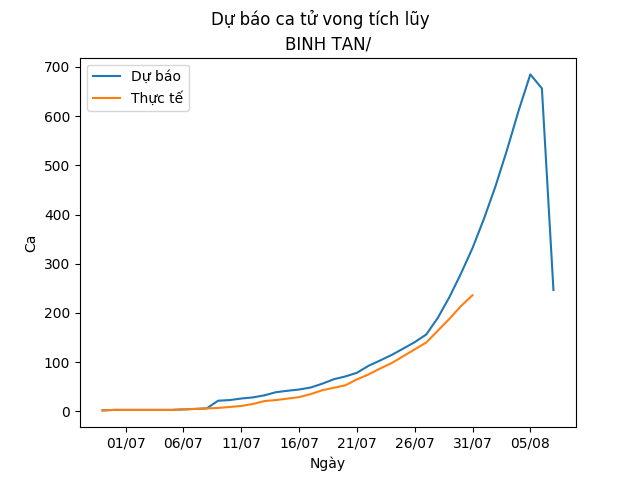 Dự báo ca tử vong tích lũy
BINH TAN/
Dự báo
Thực tế
Ca
700
600
500
400
300
200
100
0
01/07 06/07 11/07 16/07 21/07 26/07 31/07 05/08
Ngày